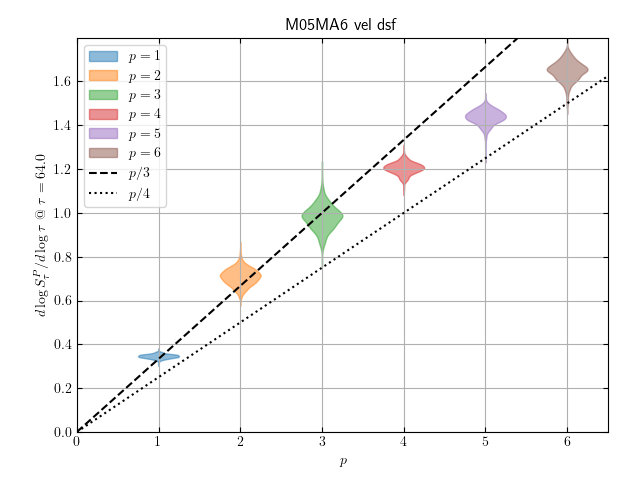 M05MA6 vel dsf
p = 1
p = 2
p = 3
p = 4
p = 5
p = 6
p/3
p/4
d log S_τ^P / d log τ @ τ = 64.0
1.6
1.4
1.2
1.0
0.8
0.6
0.4
0.2
0.0
0 1 2 3 4 5 6
p